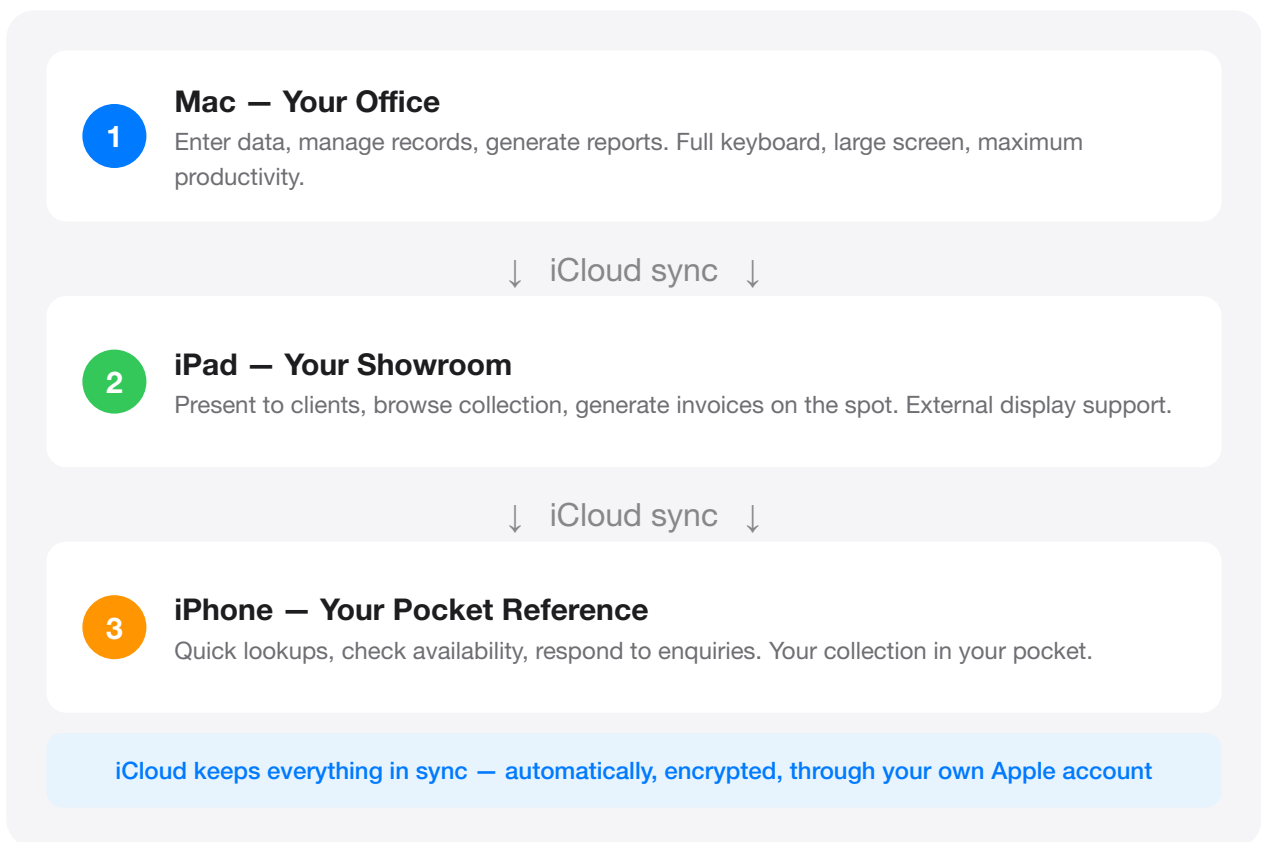 1
Mac — Your Office
Enter data, manage records, generate reports. Full keyboard, large screen, maximum
productivity.
↓ iCloud sync ↓
2
iPad — Your Showroom
Present to clients, browse collection, generate invoices on the spot. External display support.
↓ iCloud sync ↓
3
iPhone — Your Pocket Reference
Quick lookups, check availability, respond to enquiries. Your collection in your pocket.
iCloud keeps everything in sync — automatically, encrypted, through your own Apple account